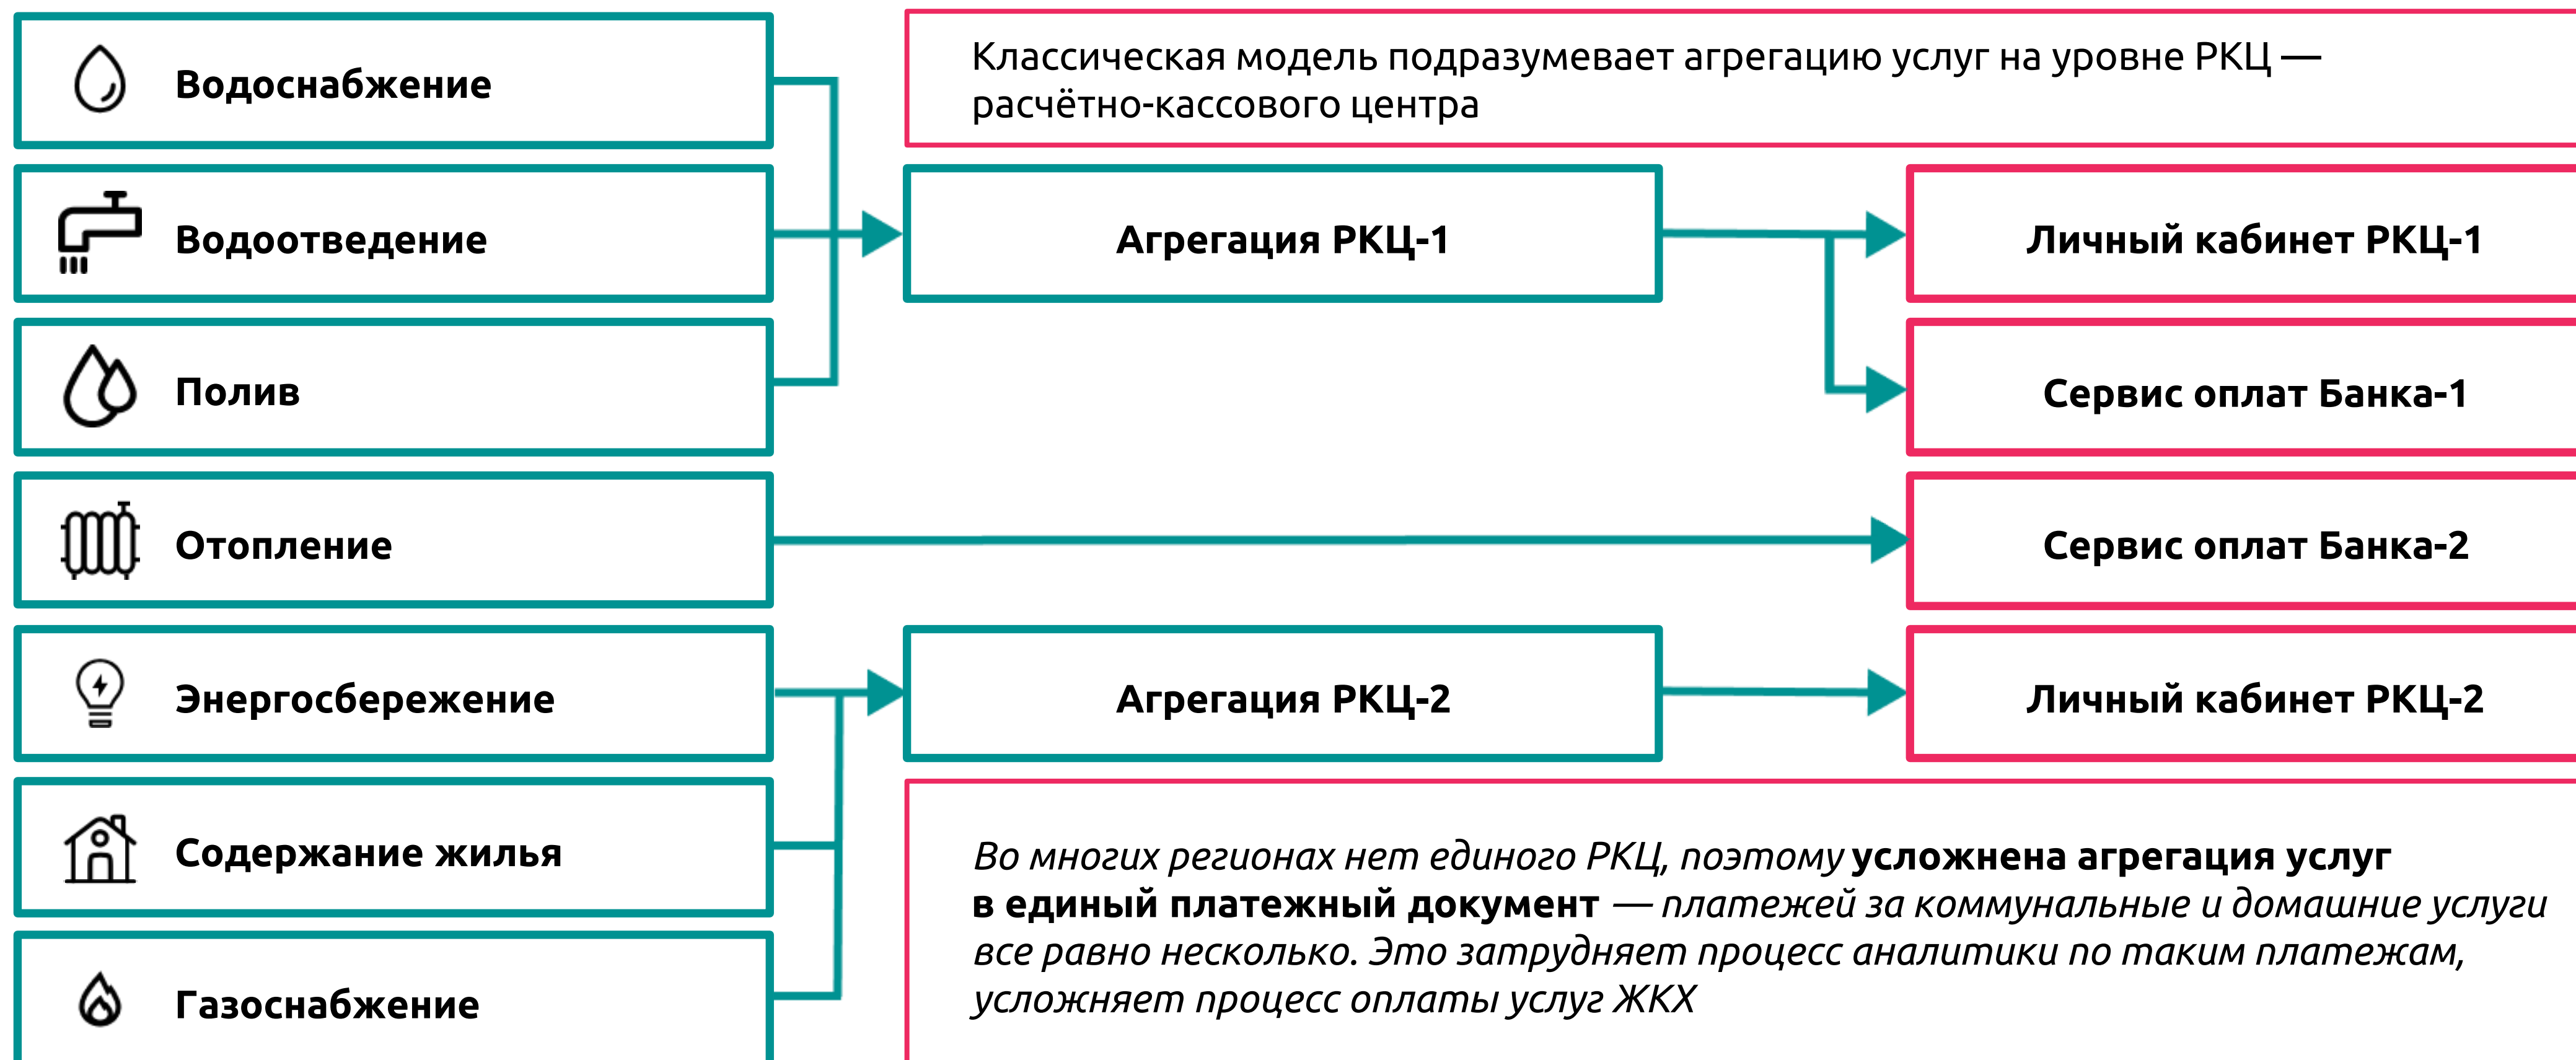 Водоснабжение
Классическая модель подразумевает агрегацию услуг на уровне РКЦ —
расчётно-кассового центра
Водоотведение
Агрегация РКЦ-1
Личный кабинет РКЦ-1
Полив
Сервис оплат Банка-1
Отопление
Сервис оплат Банка-2
Энергосбережение
Агрегация РКЦ-2
Личный кабинет РКЦ-2
Содержание жилья
Газоснабжение
Во многих регионах нет единого РКЦ, поэтому усложнена агрегация услуг
в единый платежный документ — платежей за коммунальные и домашние услуги
все равно несколько. Это затрудняет процесс аналитики по таким платежам,
усложняет процесс оплаты услуг ЖКХ